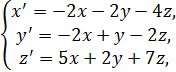 x′ = −2x − 2y − 4z,
y′ = −2x + y − 2z,
z′ = 5x + 2y + 7z,